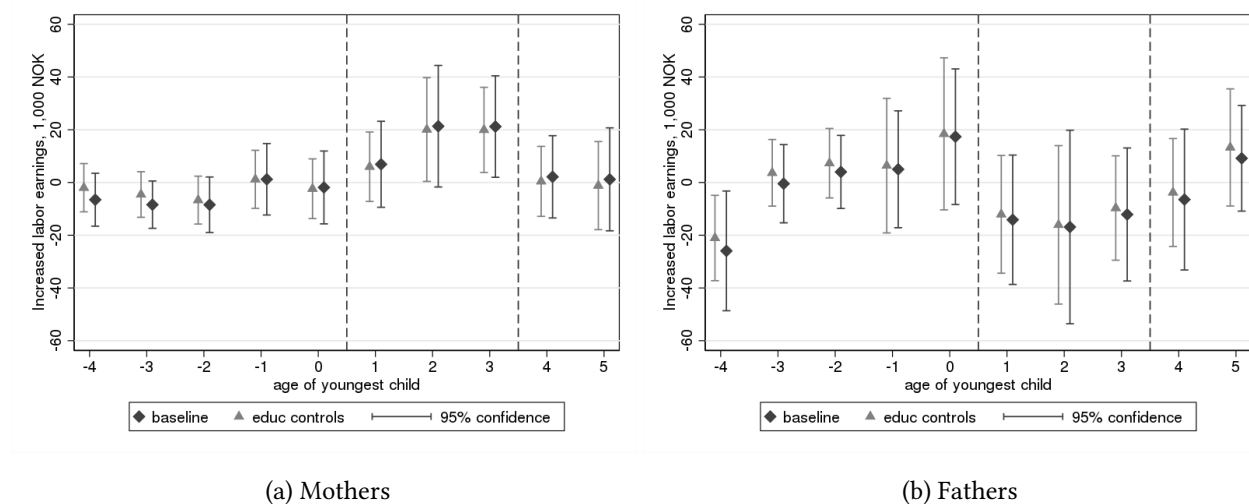 Increased labor earnings, 1,000 NOK
60
40
20
0
-20
-40
-60
-4 -3 -2 -1 0 1 2 3 4 5
age of youngest child
baseline educ controls 95% confidence
(a) Mothers
Increased labor earnings, 1,000 NOK
60
40
20
0
-20
-40
-60
-4 -3 -2 -1 0 1 2 3 4 5
age of youngest child
baseline educ controls 95% confidence
(b) Fathers